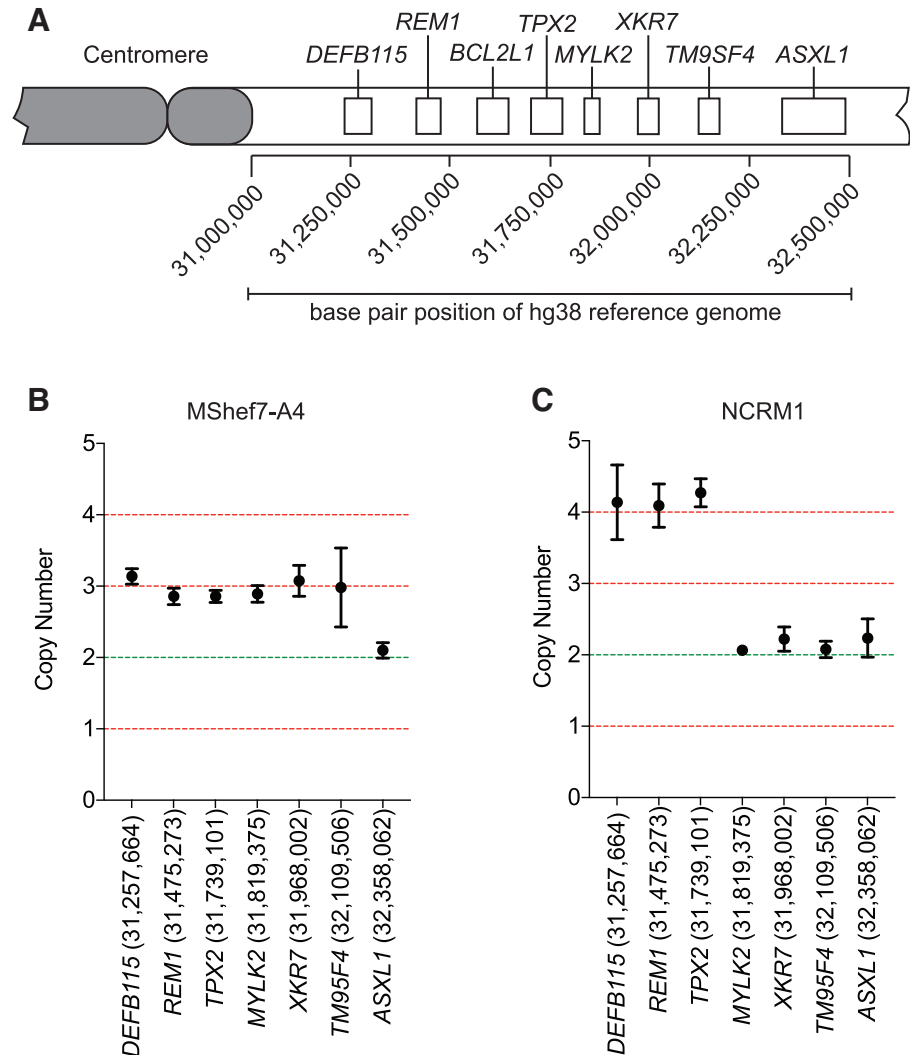 A
REM1 TPX2 XKR7
Centromere DEFB115 BCL2L1 MYLK2 TM9SF4 ASXL1
31,000,000
31,250,000
31,500,000
31,750,000
32,000,000
32,250,000
32,500,000
base pair position of hg38 reference genome
B
MShef7-A4
Copy Number
5
4
3
2
1
0
DEFB115 (31,257,664)
REM1 (31,475,273)
TPX2 (31,739,101)
MYLK2 (31,819,375)
XKR7 (31,968,002)
TM95F4 (32,109,506)
ASXL1 (32,358,062)
C
NCRM1
Copy Number
5
4
3
2
1
0
DEFB115 (31,257,664)
REM1 (31,475,273)
TPX2 (31,739,101)
MYLK2 (31,819,375)
XKR7 (31,968,002)
TM95F4 (32,109,506)
ASXL1 (32,358,062)